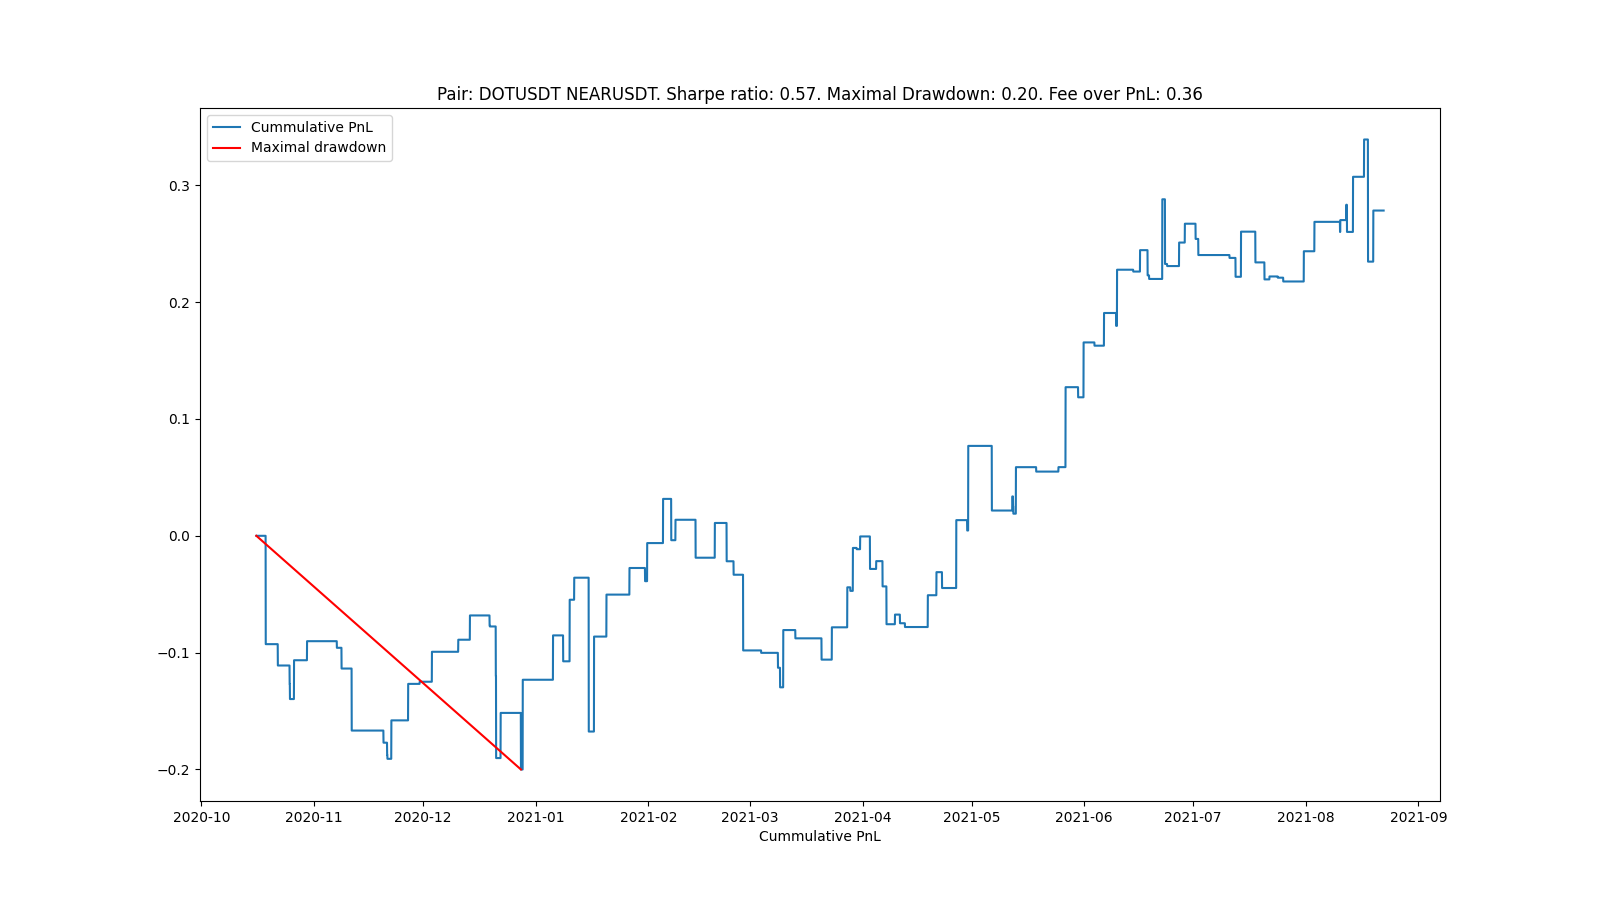 Pair: DOTUSDT NEARUSDT. Sharpe ratio: 0.57. Maximal Drawdown: 0.20. Fee over PnL: 0.36
Cummulative PnL
Maximal drawdown
0.3
0.2
0.1
0.0
−0.1
−0.2
2020-10 2020-11 2020-12 2021-01 2021-02 2021-03 2021-04 2021-05 2021-06 2021-07 2021-08 2021-09
Cummulative PnL